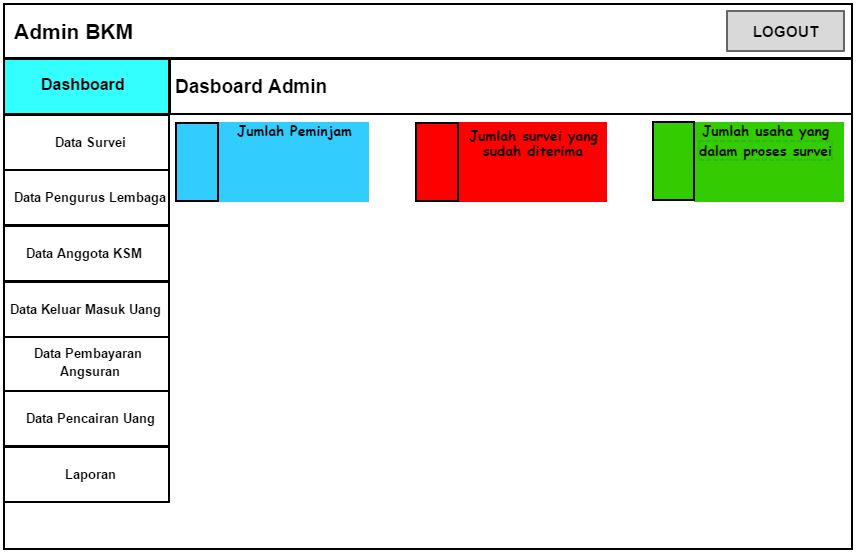 Admin BKM
LOGOUT
Dashboard
Dasboard Admin
Data Survei
Data Pengurus Lembaga
Data Anggota KSM
Data Keluar Masuk Uang
Data Pembayaran
Angsuran
Data Pencairan Uang
Laporan
Jumlah Peminjam
Jumlah survei yang
sudah diterima
Jumlah usaha yang
dalam proses survei